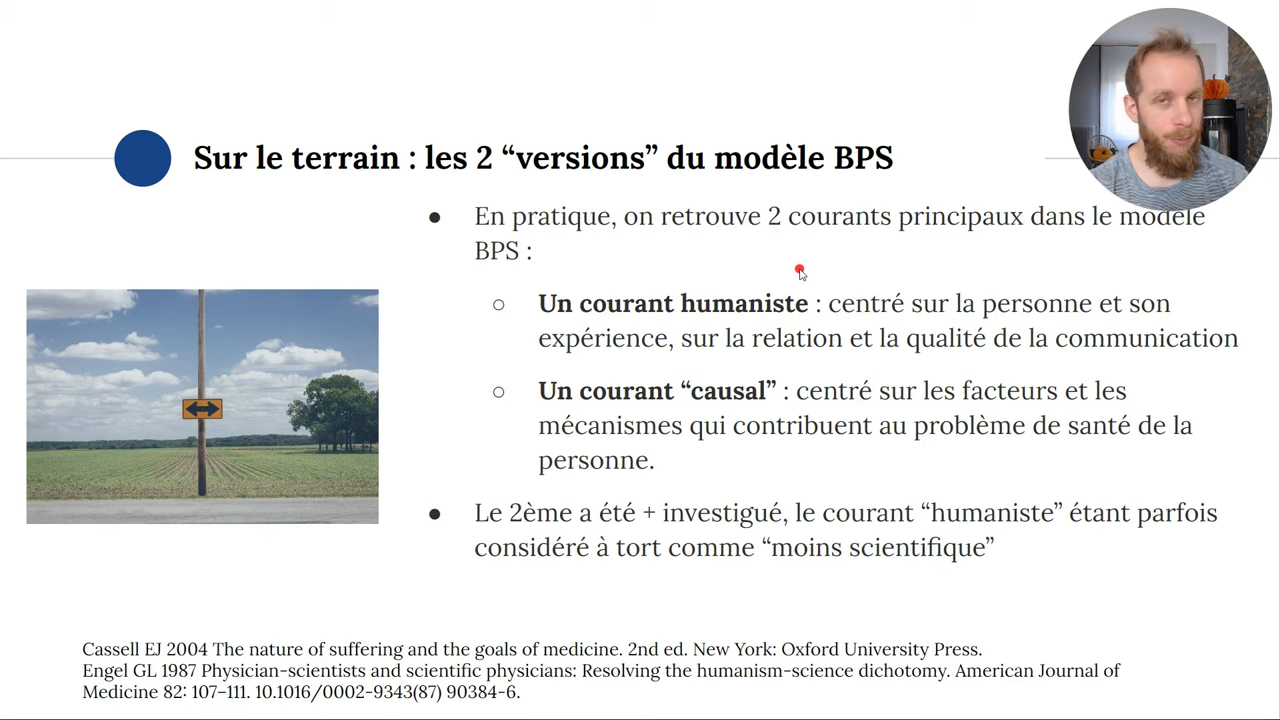 Sur le terrain : les 2 “versions” du modèle BPS
● En pratique, on retrouve 2 courants principaux dans le modèle
BPS :
○ Un courant humaniste : centré sur la personne et son
expérience, sur la relation et la qualité de la communication
○ Un courant “causal” : centré sur les facteurs et les
mécanismes qui contribuent au problème de santé de la
personne.
● Le 2ème a été + investigué, le courant “humaniste” étant parfois
considéré à tort comme “moins scientifique”
Cassell EJ 2004 The nature of suffering and the goals of medicine. 2nd ed. New York: Oxford University Press.
Engel GL 1987 Physician-scientists and scientific physicians: Resolving the humanism-science dichotomy. American Journal of
Medicine 82: 107–111. 10.1016/0002-9343(87) 90384-6.